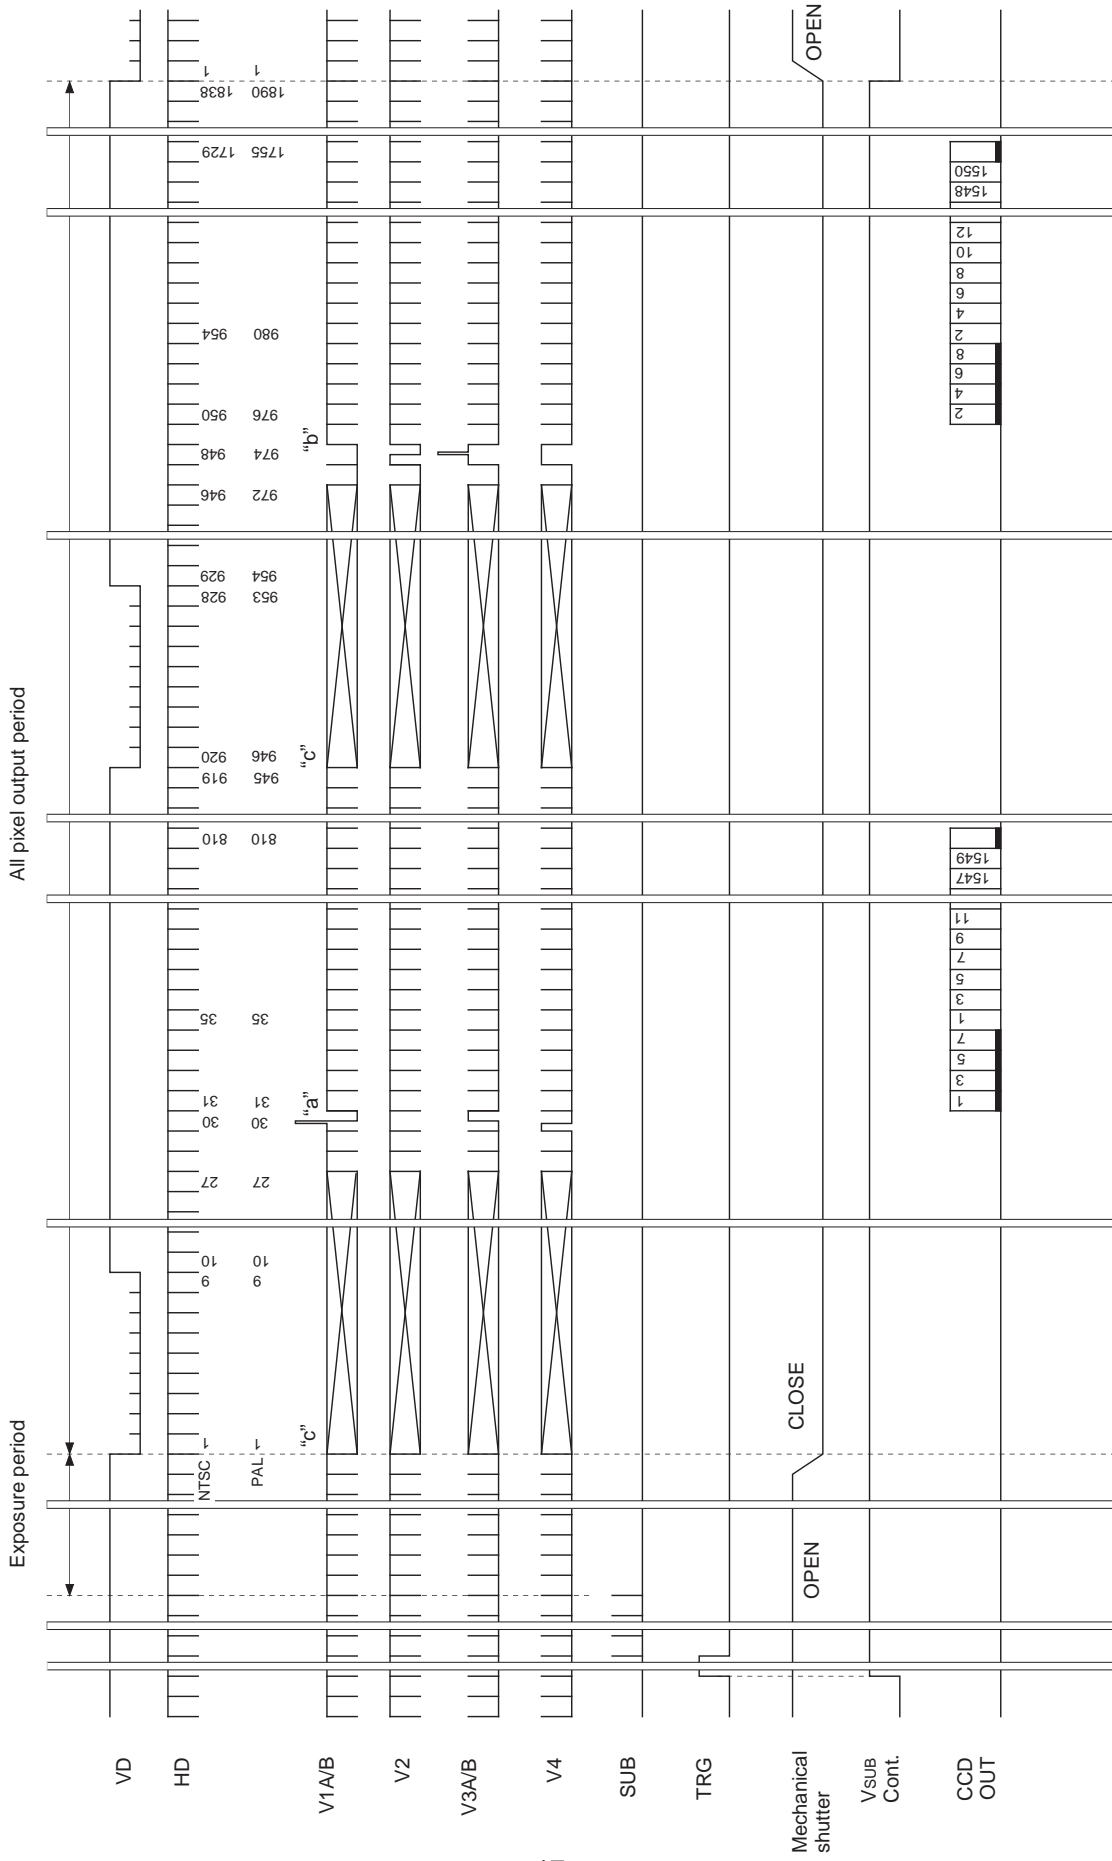 Exposure period All pixel output period
VD
HD
NTSC 1 9 10 27 30 31 35 810 919 920 928 929 946 948 950 954 1729 1838 1
PAL 1 9 10 27 30 31 35 810 945 946 953 954 972 974 976 980 1755 1890 1
"c" "a" "c" "b"
V1A/B
V2
V3A/B
V4
SUB
TRG
Mechanical
shutter
OPEN CLOSE OPEN
VSUB
Cont.
CCD
OUT
1 3 5 7 1 3 5 7 9 11 1547 1549 2 4 6 8 2 4 6 8 10 12 1548 1550